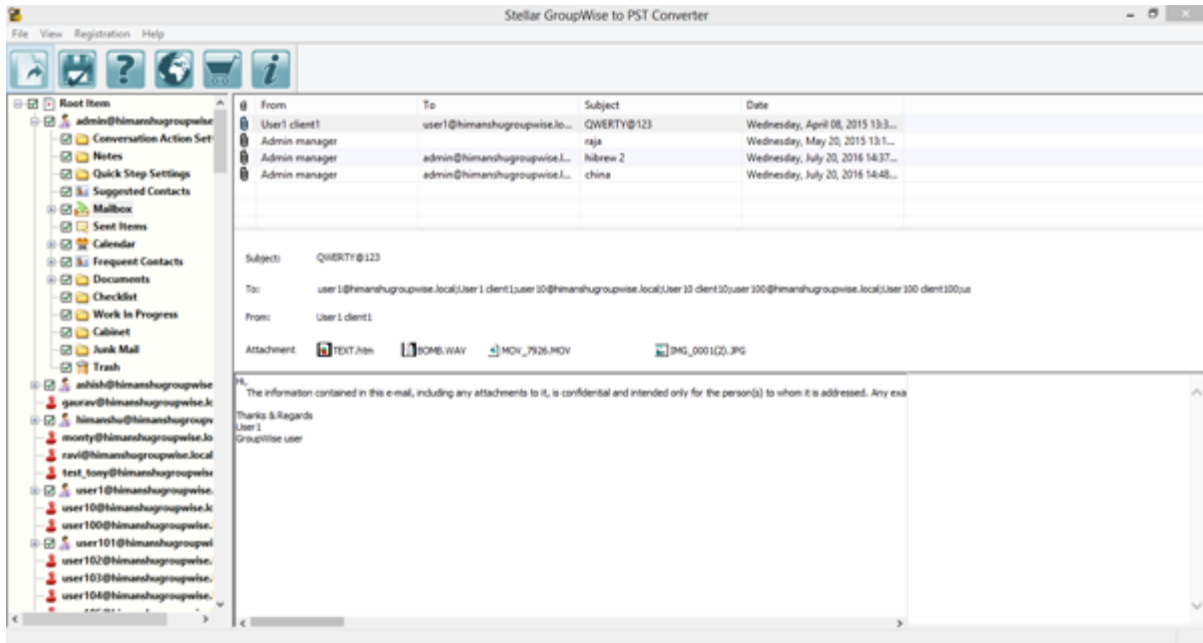 Stellar GroupWise to PST Converter
File View Registration Help
Root Item
admin@himanshugroupwise
Conversation Action Set
Notes
Quick Step Settings
Suggested Contacts
Mailbox
Sent Items
Calendar
Frequent Contacts
Documents
Checklist
Work In Progress
Cabinet
Junk Mail
Trash
ashish@himanshugroupwise
gaurav@himanshugroupwise.lc
himanshu@himanshugroupv
monty@himanshugroupwise.lo
ravi@himanshugroupwise.local
test_tony@himanshugroupwise
user1@himanshugroupwise.
user10@himanshugroupwise.lc
user100@himanshugroupwise.
user101@himanshugroupwi
user102@himanshugroupwise.
user103@himanshugroupwise.
user104@himanshugroupwise.
From To Subject Date
User1 client1 user1@himanshugroupwise.lo... QWERTY@123 Wednesday, April 08, 2015 13:3...
Admin manager raja Wednesday, May 20, 2015 13:1...
Admin manager admin@himanshugroupwise.l... hibrew 2 Wednesday, July 20, 2016 14:37...
Admin manager admin@himanshugroupwise.l... china Wednesday, July 20, 2016 14:48...
Subject: QWERTY@123
To: user1@himanshugroupwise.local;User1 client1;user10@himanshugroupwise.local;User10 client10;user100@himanshugroupwise.local;User100 client100;us
From: User1 client1
Attachment TEXT.htm BOMB.WAV MOV_7926.MOV IMG_0001(2).JPG
Hi,
The information contained in this e-mail, including any attachments to it, is confidential and intended only for the person(s) to whom it is addressed. Any exa
Thanks & Regards
User1
GroupWise user